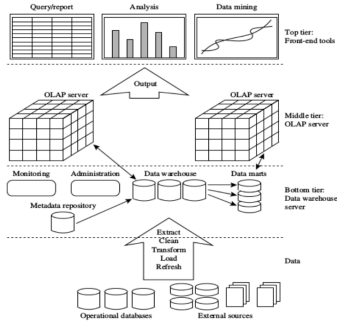 Query/report
Analysis
Data mining
Top tier:
Front-end tools
Output
OLAP server
OLAP server
Middle tier:
OLAP server
Monitoring
Administration
Data warehouse
Data marts
Bottom tier:
Data warehouse
server
Metadata repository
Extract
Clean
Transform
Load
Refresh
Data
Operational databases
External sources